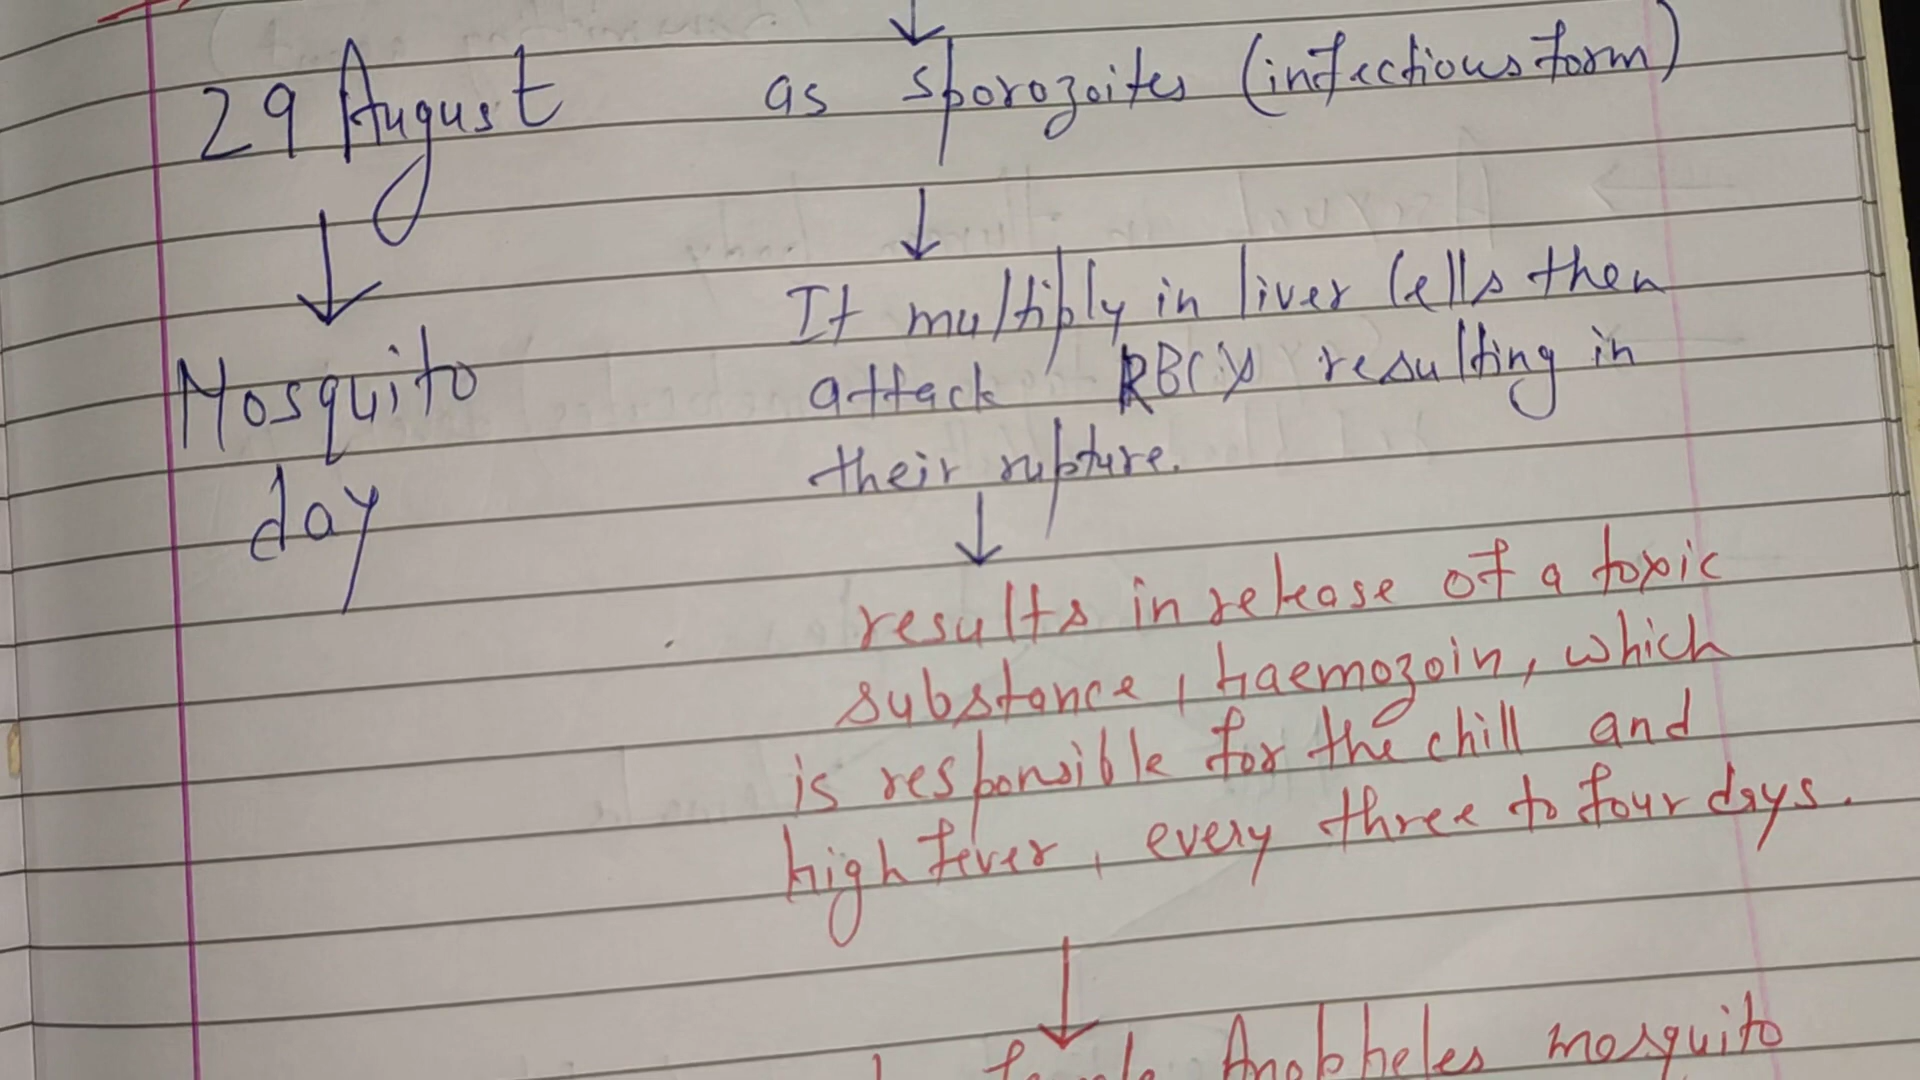 29 August
↓
Mosquito
day
↓
as sporozoites (infectious form)
↓
It multiply in liver cells then
attack RBCs resulting in
their rupture.
↓
results in release of a toxic
substance, haemozoin, which
is responsible for the chill and
high fever, every three to four days.
↓
female Anopheles mosquito